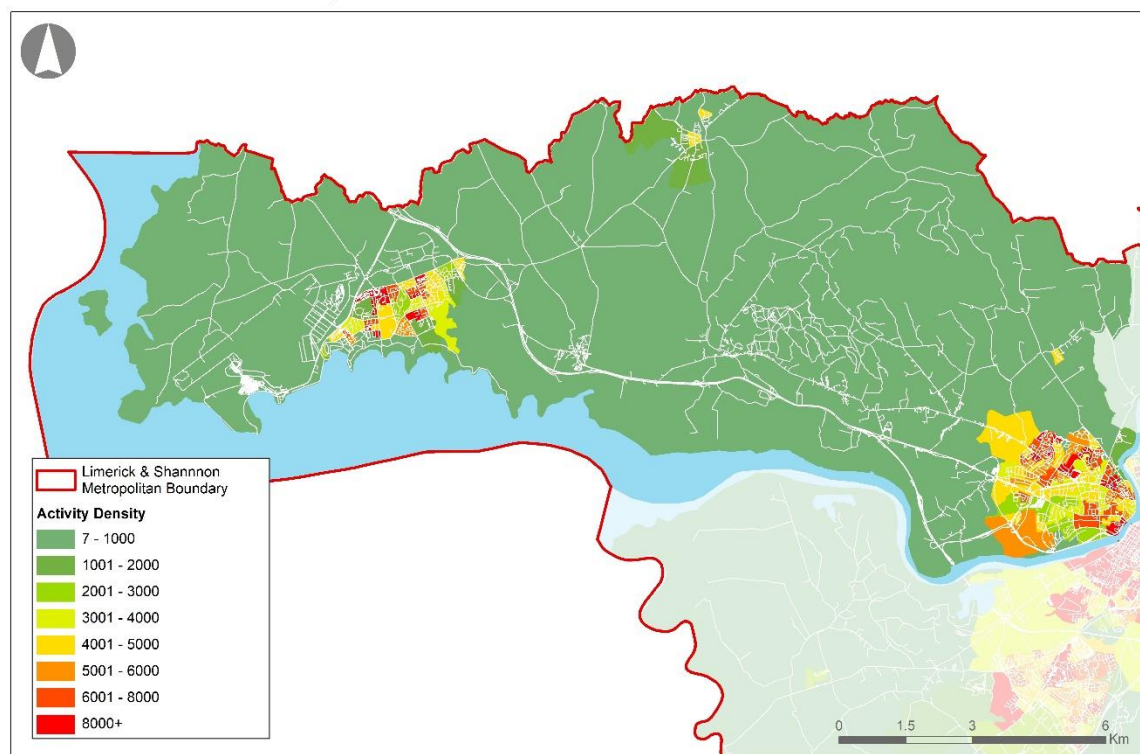 Limerick & Shannnon
Metropolitan Boundary
Activity Density
7 - 1000
1001 - 2000
2001 - 3000
3001 - 4000
4001 - 5000
5001 - 6000
6001 - 8000
8000+
0 1.5 3 6
Km